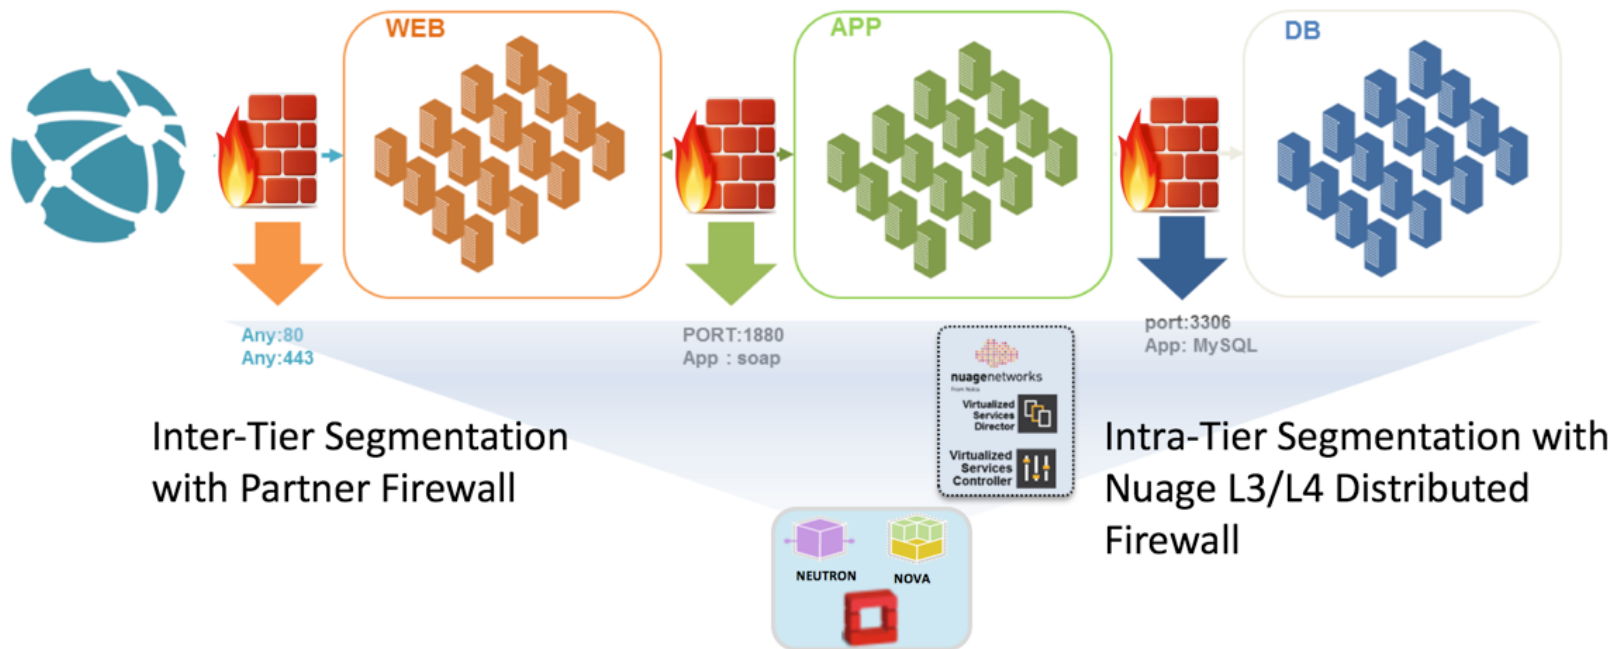 WEB
APP
DB
Any:80
Any:443
PORT:1880
App : soap
port:3306
App: MySQL
nuagenetworks
From Nokia
Virtualized
Services
Director
Virtualized
Services
Controller
Inter-Tier Segmentation
with Partner Firewall
Intra-Tier Segmentation with
Nuage L3/L4 Distributed
Firewall
NEUTRON
NOVA